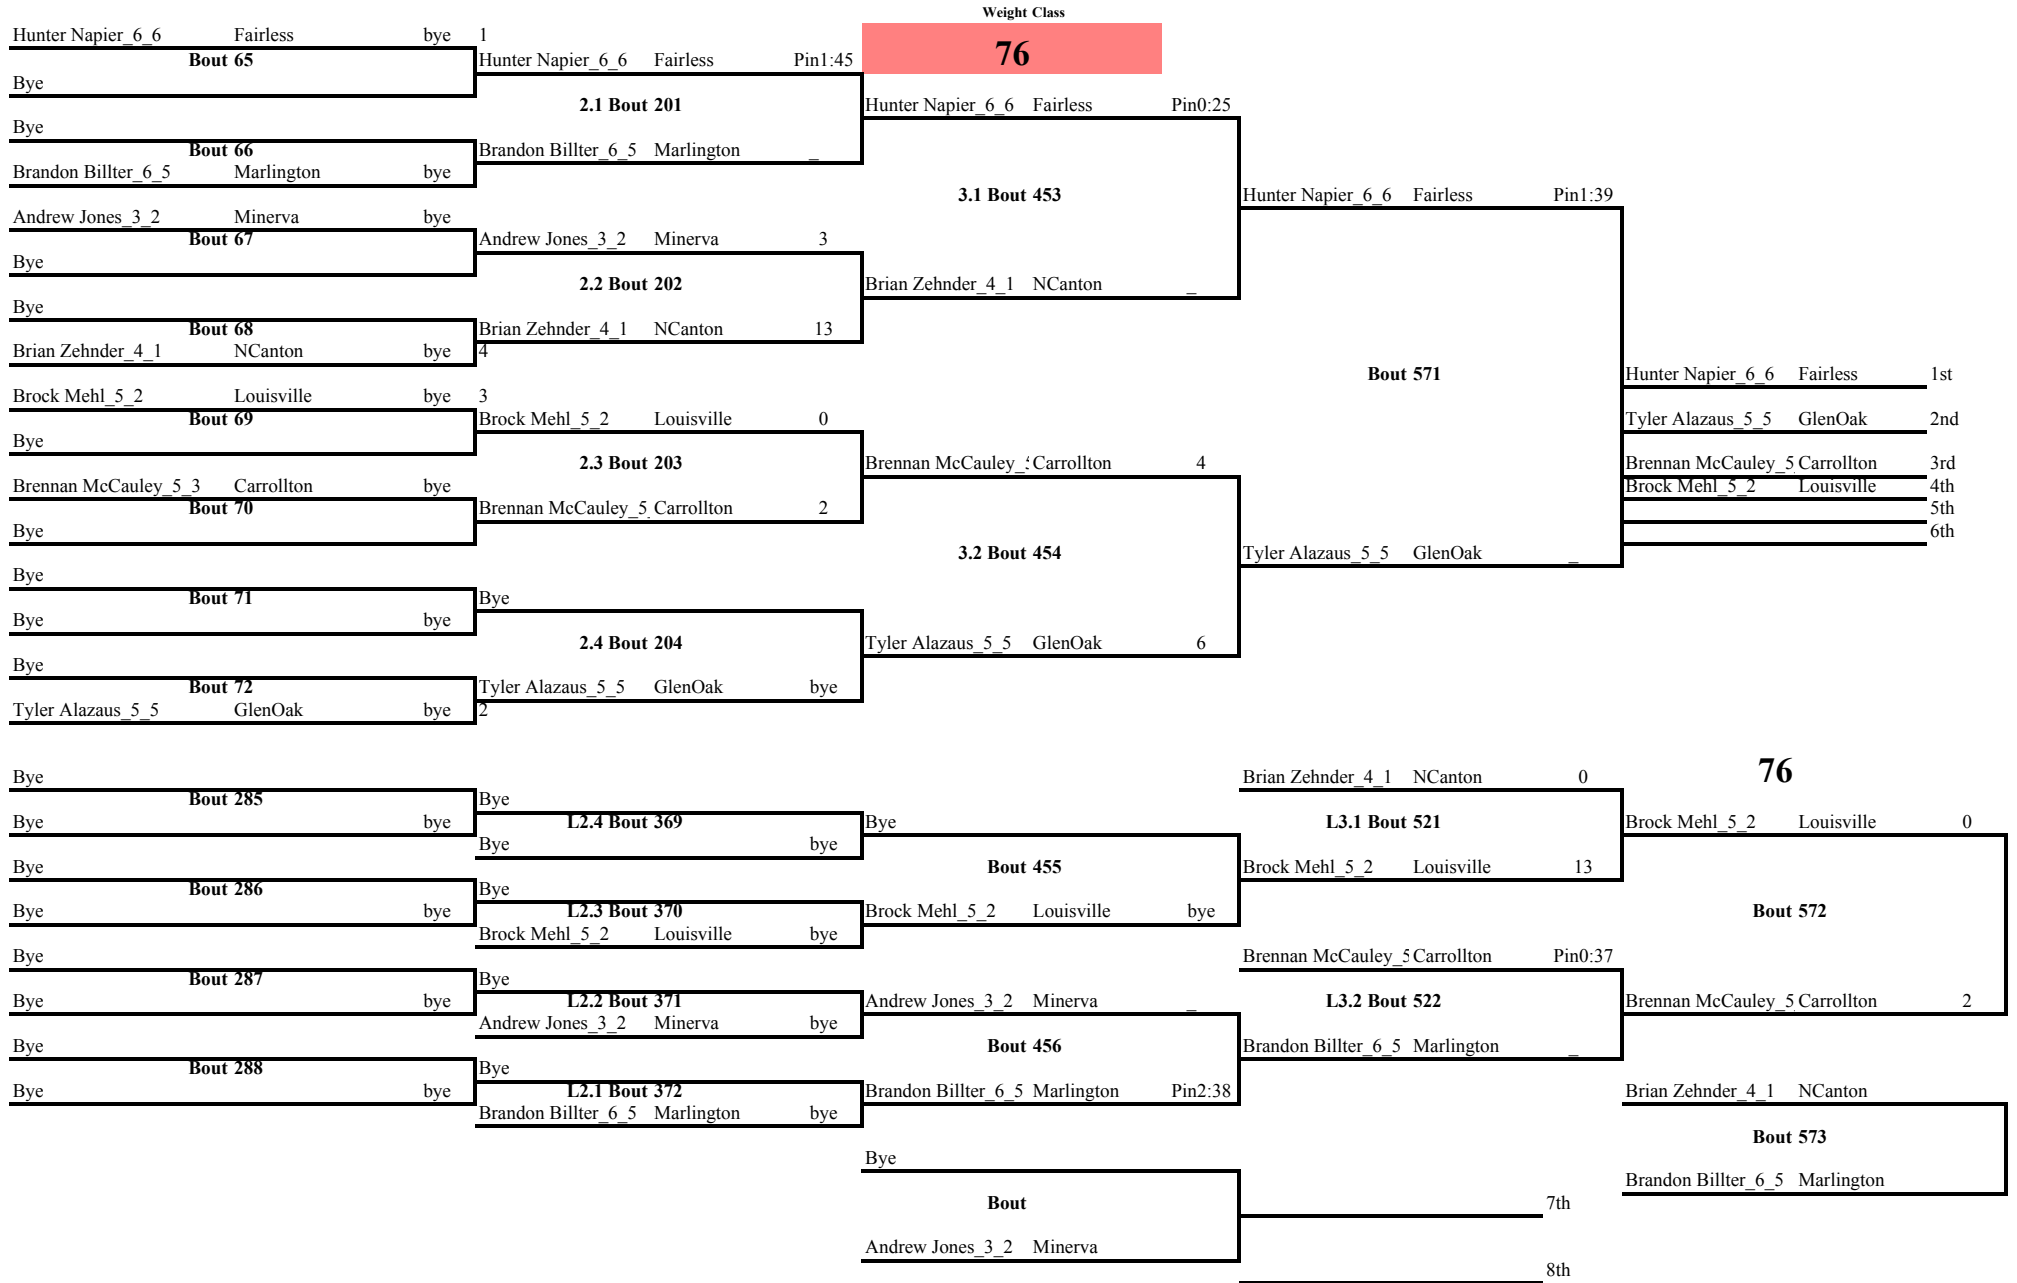 Weight Class
Hunter Napier_6_6 Fairless bye 1
76
Bout 65
Hunter Napier_6_6 Fairless Pin1:45
Bye
2.1 Bout 201
Hunter Napier_6_6 Fairless Pin0:25
Bye
Bout 66
Brandon Billter_6_5 Marlington _
Brandon Billter_6_5 Marlington bye
3.1 Bout 453
Hunter Napier_6_6 Fairless Pin1:39
Andrew Jones_3_2 Minerva bye
Bout 67
Andrew Jones_3_2 Minerva 3
Bye
2.2 Bout 202
Brian Zehnder_4_1 NCanton _
Bye
Bout 68
Brian Zehnder_4_1 NCanton 13
Brian Zehnder_4_1 NCanton bye 4
Bout 571
Hunter Napier_6_6 Fairless 1st
Brock Mehl_5_2 Louisville bye 3
Bout 69
Brock Mehl_5_2 Louisville 0
Tyler Alazaus_5_5 GlenOak 2nd
Bye
2.3 Bout 203
Brennan McCauley_5 Carrollton 4
Brennan McCauley_5 Carrollton 3rd
Brennan McCauley_5_3 Carrollton bye
Brock Mehl_5_2 Louisville 4th
Bout 70
Brennan McCauley_5 Carrollton 2
5th
Bye
6th
3.2 Bout 454
Tyler Alazaus_5_5 GlenOak _
Bye
Bout 71
Bye
Bye bye
2.4 Bout 204
Tyler Alazaus_5_5 GlenOak 6
Bye
Bout 72
Tyler Alazaus_5_5 GlenOak bye
Tyler Alazaus_5_5 GlenOak bye 2
Bye
Brian Zehnder_4_1 NCanton 0
76
Bout 285
Bye
Bye bye
L2.4 Bout 369
Bye
L3.1 Bout 521
Brock Mehl_5_2 Louisville 0
Bye bye
Bye
Bout 455
Brock Mehl_5_2 Louisville 13
Bout 286
Bye
Bye bye
L2.3 Bout 370
Brock Mehl_5_2 Louisville bye
Bout 572
Brock Mehl_5_2 Louisville bye
Bye
Brennan McCauley_5 Carrollton Pin0:37
Bout 287
Bye
Bye bye
L2.2 Bout 371
Andrew Jones_3_2 Minerva _
L3.2 Bout 522
Brennan McCauley_5 Carrollton 2
Andrew Jones_3_2 Minerva bye
Bye
Bout 456
Brandon Billter_6_5 Marlington _
Bout 288
Bye
Bye bye
L2.1 Bout 372
Brandon Billter_6_5 Marlington Pin2:38
Brian Zehnder_4_1 NCanton
Brandon Billter_6_5 Marlington bye
Bout 573
Bye
Brandon Billter_6_5 Marlington
Bout
7th
Andrew Jones_3_2 Minerva
8th